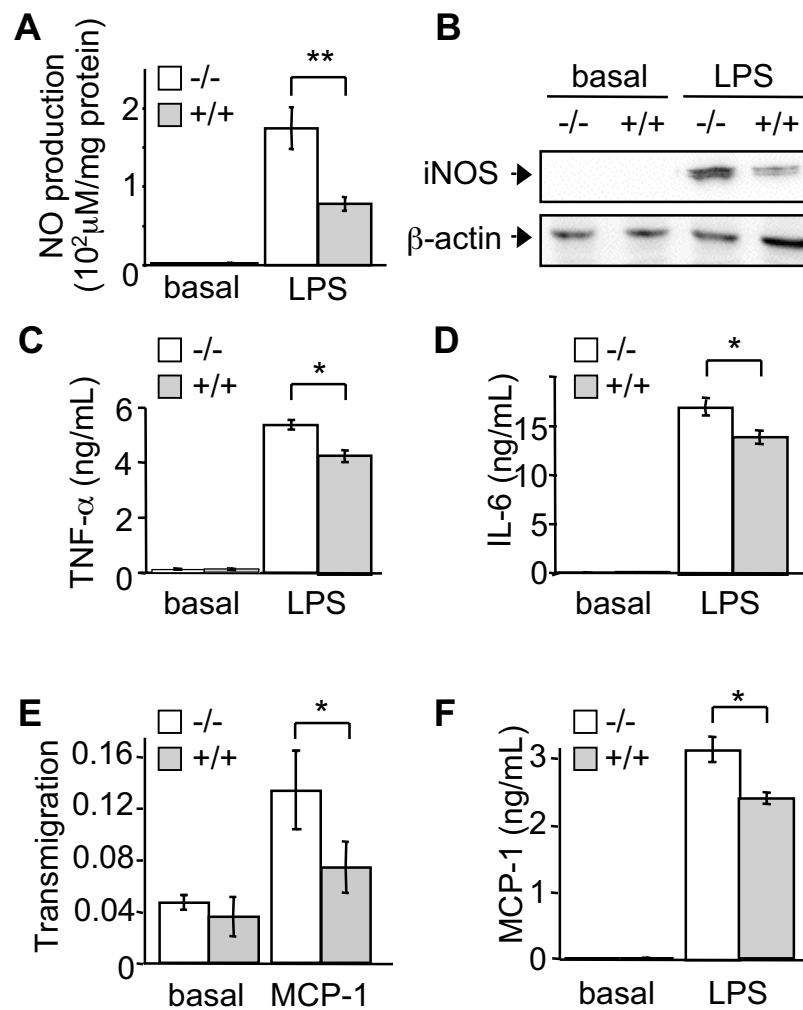 A
NO production
(10²μM/mg protein)
-/-
+/+
**
2
1
0
basal LPS
B
basal LPS
-/- +/+ -/- +/+
iNOS
β-actin
C
TNF-α (ng/mL)
-/-
+/+
*
6
4
2
0
basal LPS
D
IL-6 (ng/mL)
-/-
+/+
*
15
10
5
0
basal LPS
E
Transmigration
-/-
+/+
*
0.16
0.12
0.08
0.04
0
basal MCP-1
F
MCP-1 (ng/mL)
-/-
+/+
*
3
2
1
0
basal LPS